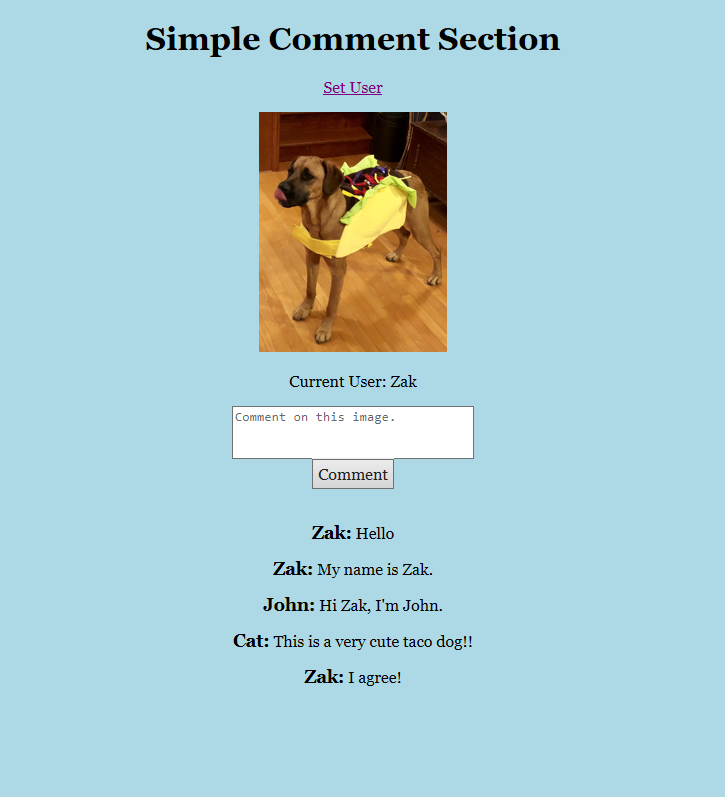 Simple Comment Section
Set User
Current User: Zak
Comment on this image.
Comment
Zak: Hello
Zak: My name is Zak.
John: Hi Zak, I'm John.
Cat: This is a very cute taco dog!!
Zak: I agree!